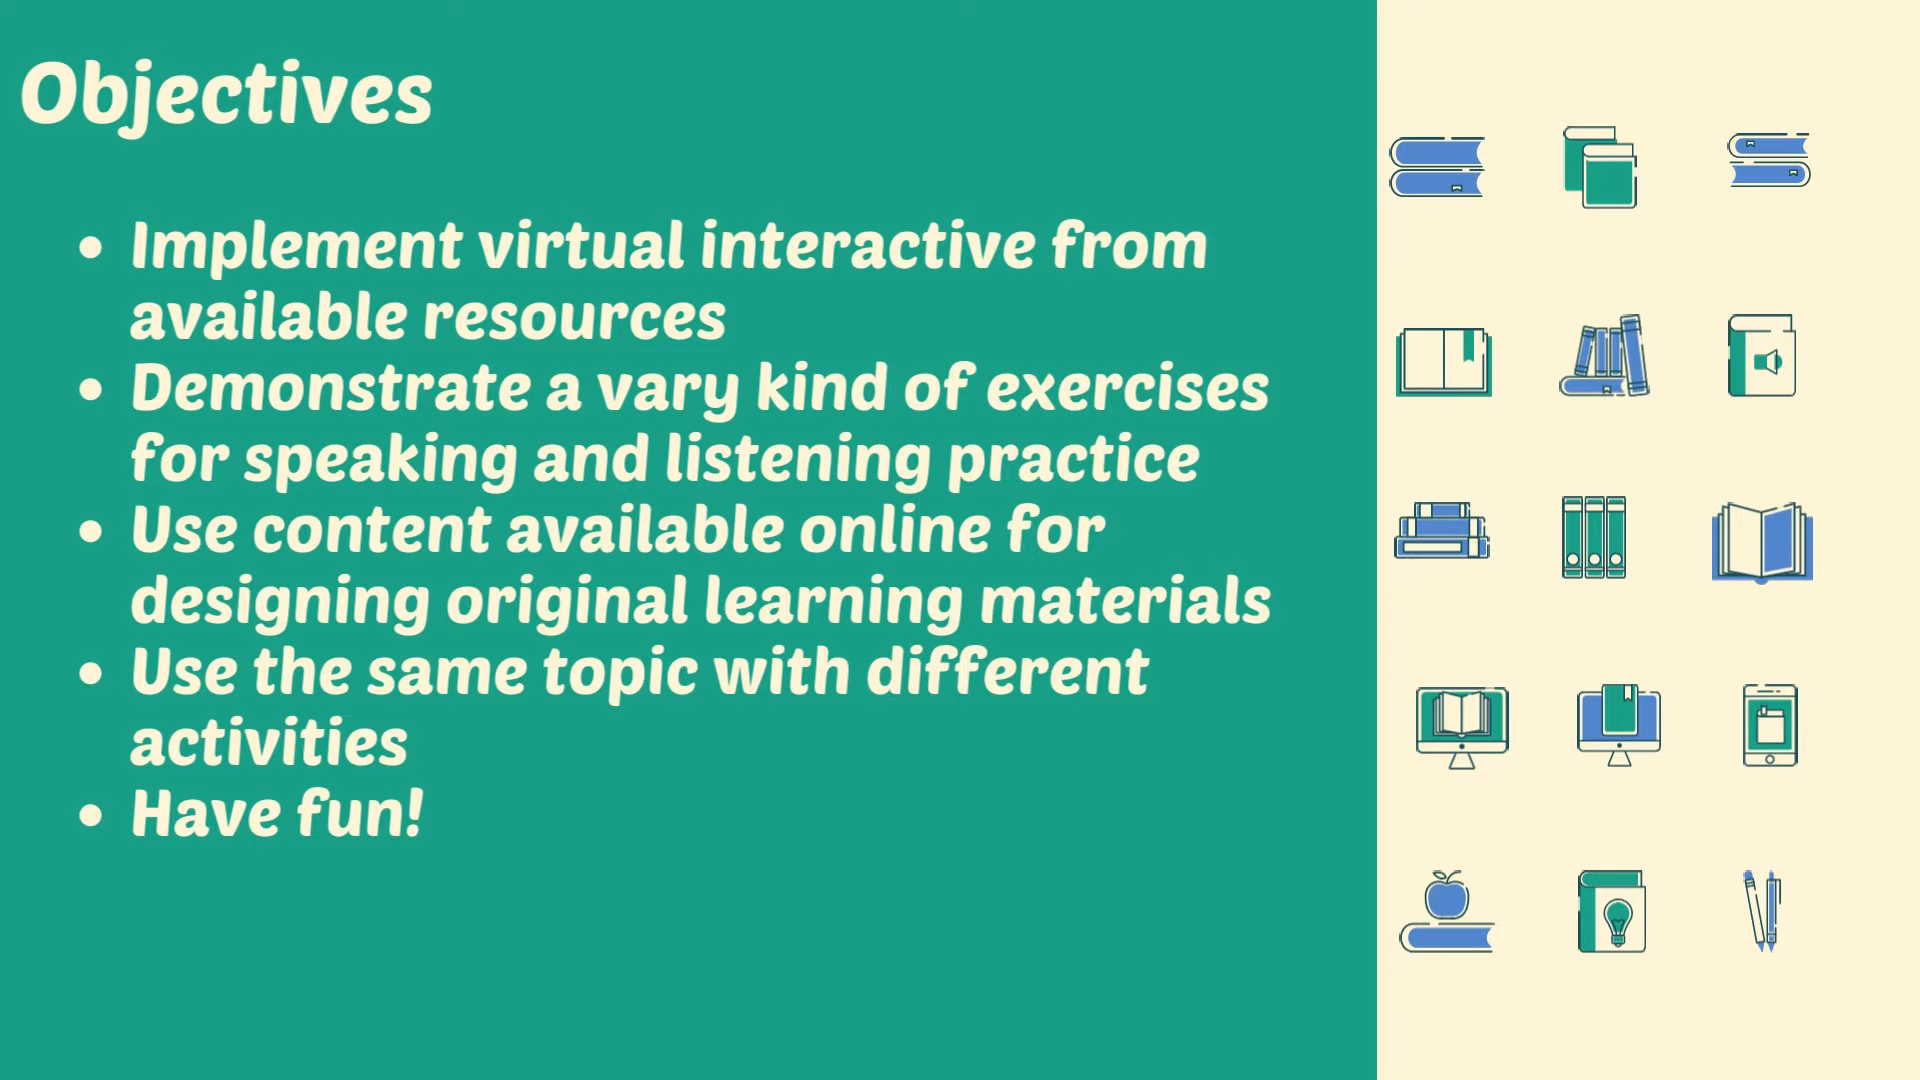 Objectives
• Implement virtual interactive from
available resources
• Demonstrate a vary kind of exercises
for speaking and listening practice
• Use content available online for
designing original learning materials
• Use the same topic with different
activities
• Have fun!